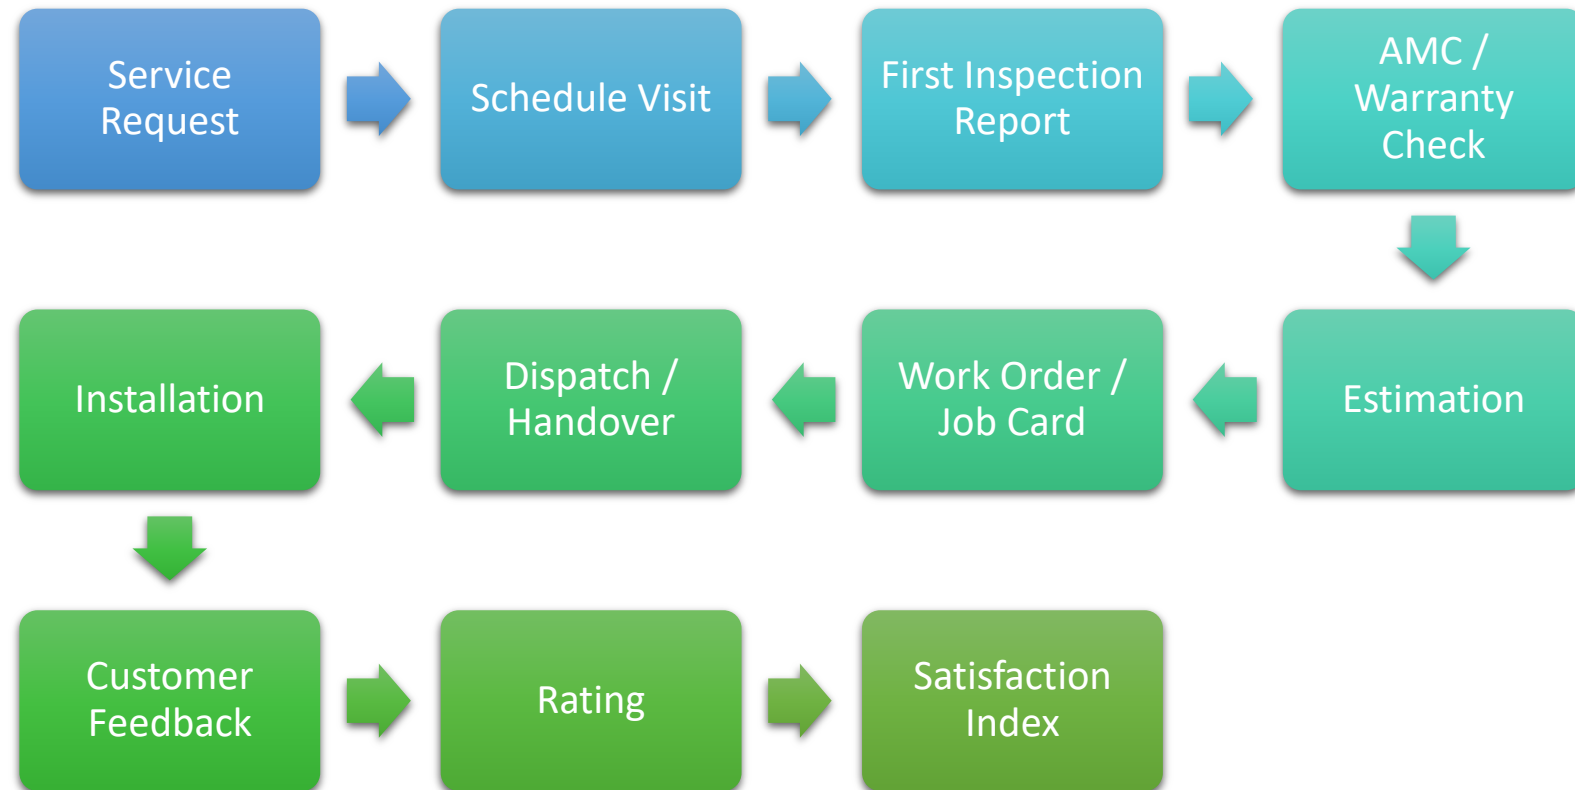 Service
Request
Schedule Visit
First Inspection
Report
AMC /
Warranty
Check
Estimation
Work Order /
Job Card
Dispatch /
Handover
Installation
Customer
Feedback
Rating
Satisfaction
Index